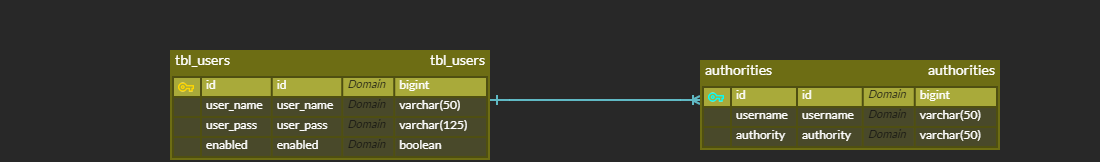 tbl_users tbl_users
id id Domain bigint
user_name user_name Domain varchar(50)
user_pass user_pass Domain varchar(125)
enabled enabled Domain boolean
authorities authorities
id id Domain bigint
username username Domain varchar(50)
authority authority Domain varchar(50)